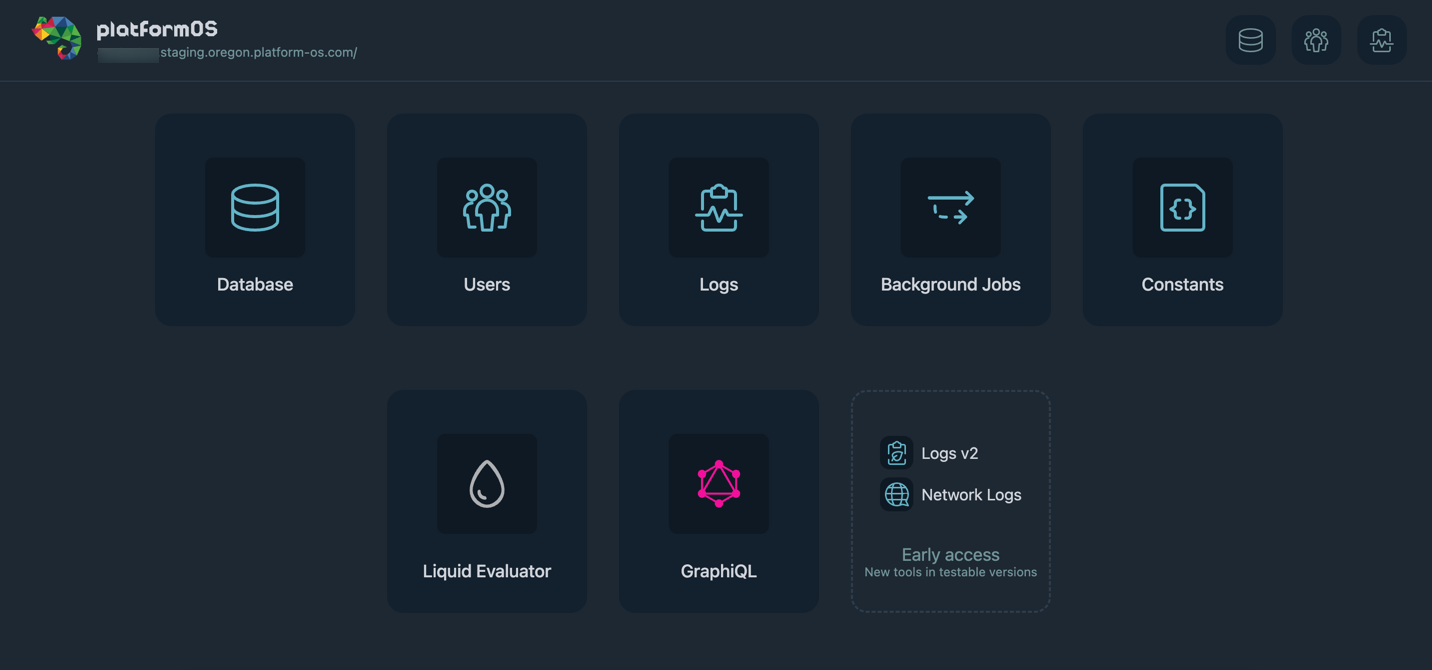 platformOS
staging.oregon.platform-os.com/
Database
Users
Logs
Background Jobs
Constants
Liquid Evaluator
GraphiQL
Logs v2
Network Logs
Early access
New tools in testable versions